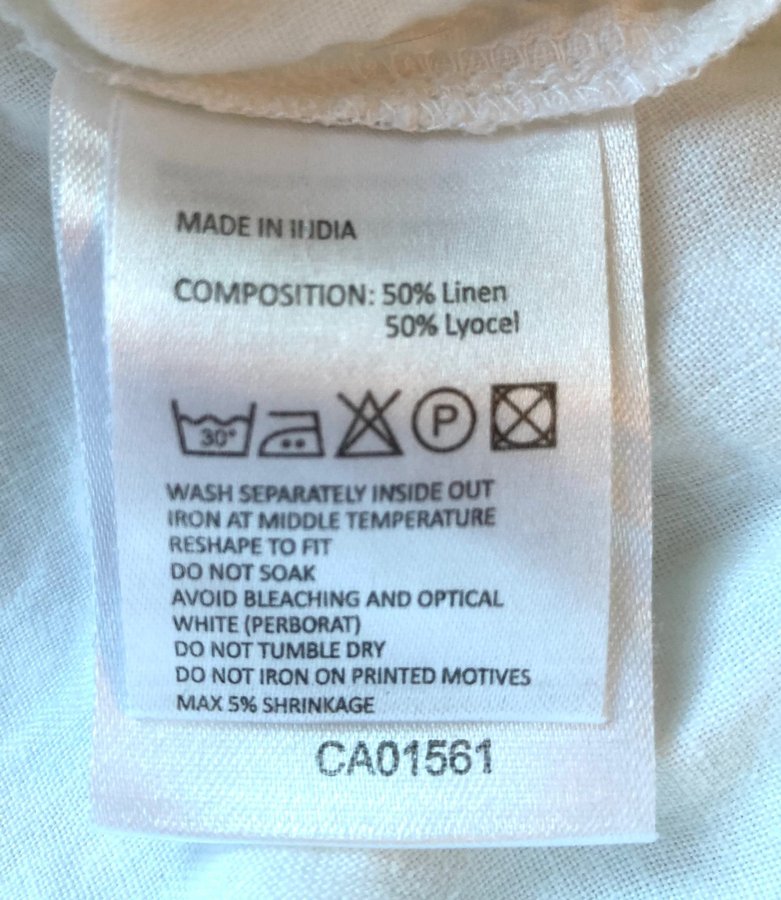 MADE IN INDIA
COMPOSITION: 50% Linen
50% Lyocel
30°
P
WASH SEPARATELY INSIDE OUT
IRON AT MIDDLE TEMPERATURE
RESHAPE TO FIT
DO NOT SOAK
AVOID BLEACHING AND OPTICAL
WHITE (PERBORAT)
DO NOT TUMBLE DRY
DO NOT IRON ON PRINTED MOTIVES
MAX 5% SHRINKAGE
CA01561